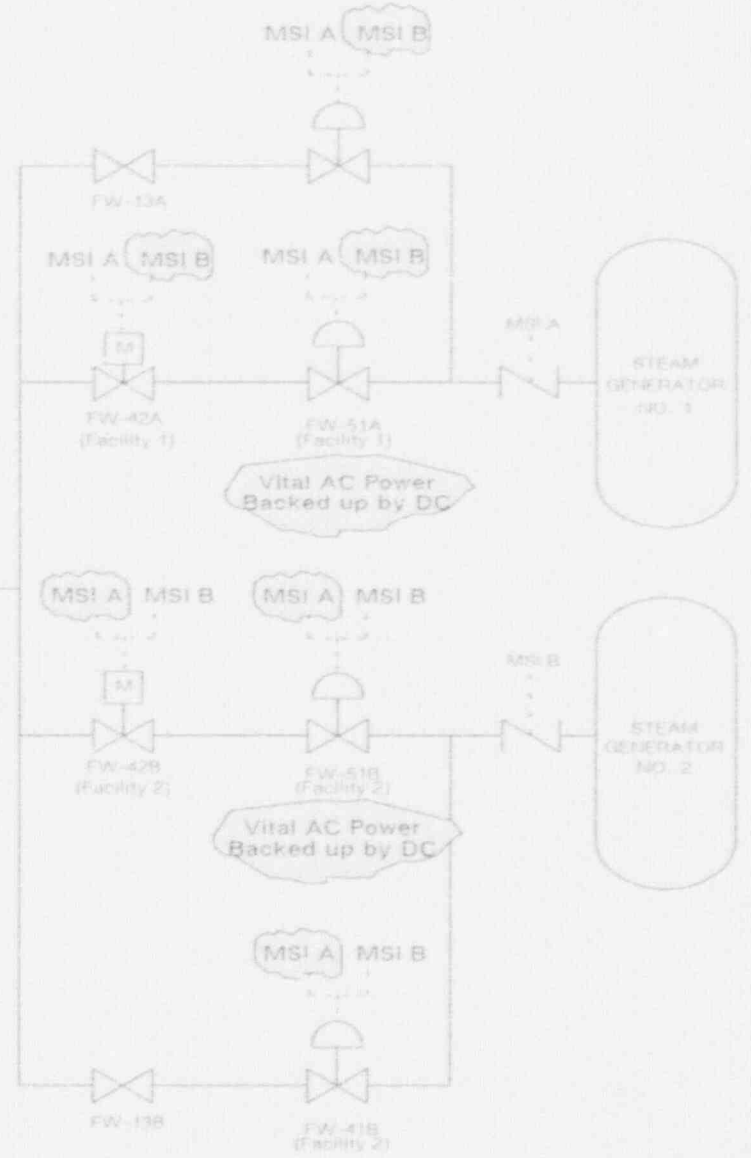 MSI A MSI B
FW-13A
MSI A MSI B MSI A MSI B
M
MSI A
STEAM
GENERATOR
NO. 1
FW-42A
(Facility 1)
FW-51A
(Facility 1)
Vital AC Power
Backed up by DC
MSI A MSI B MSI A MSI B
M
MSI B
STEAM
GENERATOR
NO. 2
FW-42B
(Facility 2)
FW-51B
(Facility 2)
Vital AC Power
Backed up by DC
MSI A MSI B
FW-13B
FW-41B
(Facility 2)